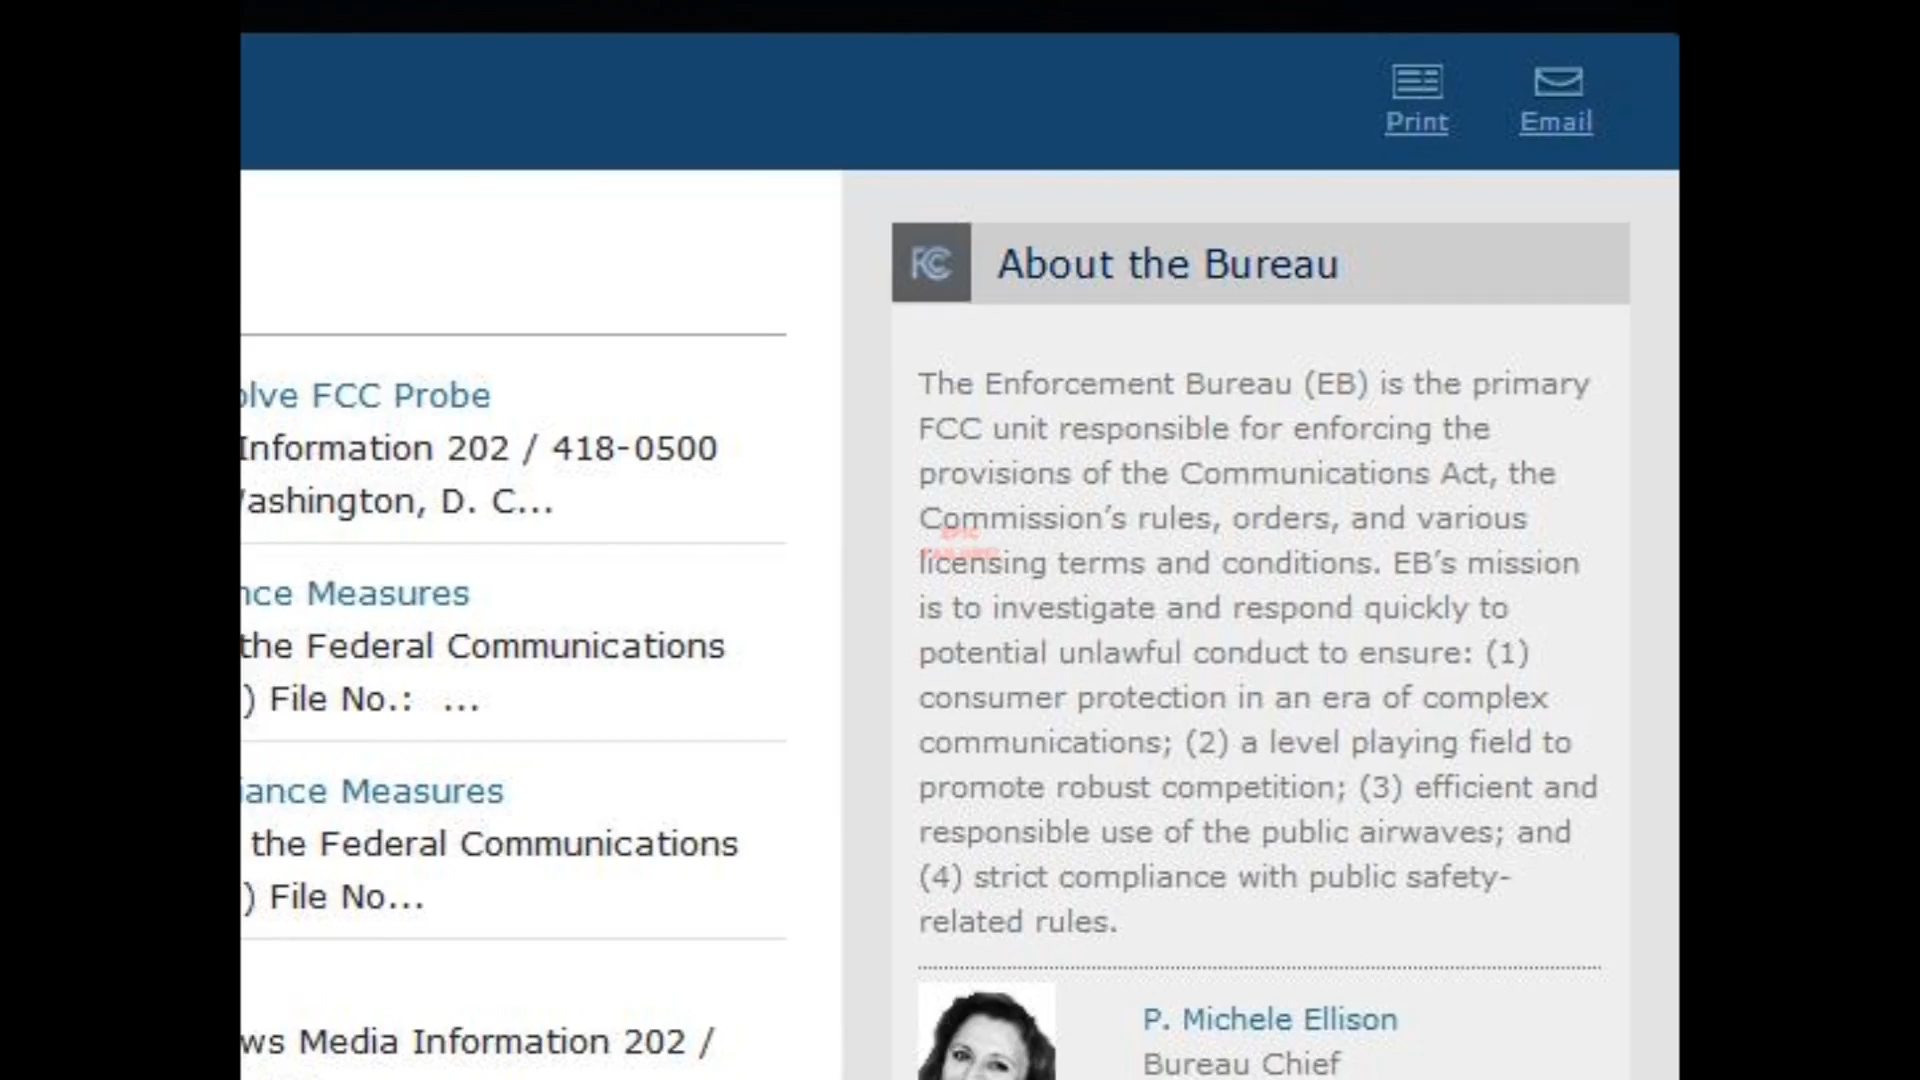 Print
Email
olve FCC Probe
Information 202 / 418-0500
Washington, D. C...
nce Measures
the Federal Communications
) File No.: ...
iance Measures
the Federal Communications
) File No...
ws Media Information 202 /
FCC
About the Bureau
The Enforcement Bureau (EB) is the primary
FCC unit responsible for enforcing the
provisions of the Communications Act, the
Commission’s rules, orders, and various
EPIC
FAILURE!
licensing terms and conditions. EB’s mission
is to investigate and respond quickly to
potential unlawful conduct to ensure: (1)
consumer protection in an era of complex
communications; (2) a level playing field to
promote robust competition; (3) efficient and
responsible use of the public airwaves; and
(4) strict compliance with public safety-
related rules.
P. Michele Ellison
Bureau Chief